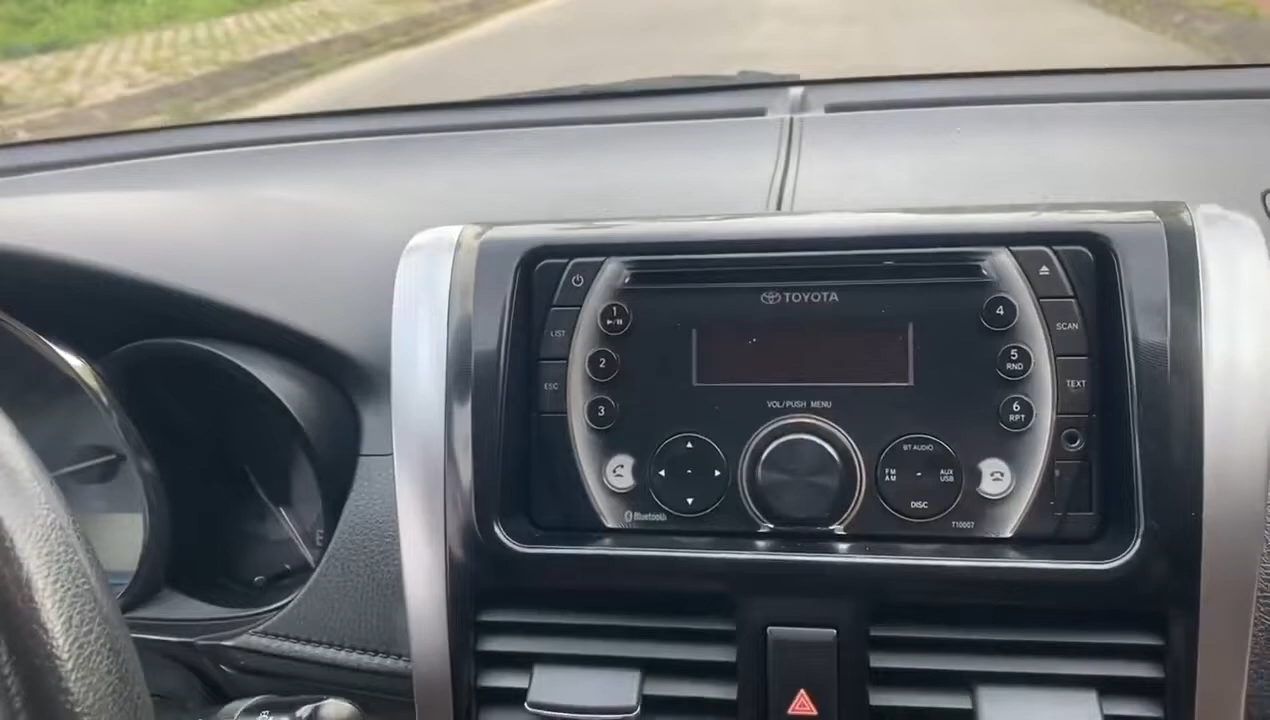 TOYOTA
1
LIST
2
ESC
3
VOL/PUSH MENU
4
SCAN
5
RND
TEXT
6
RPT
BT AUDIO
FM
AM
AUX
USB
DISC
Bluetooth
T10007
E